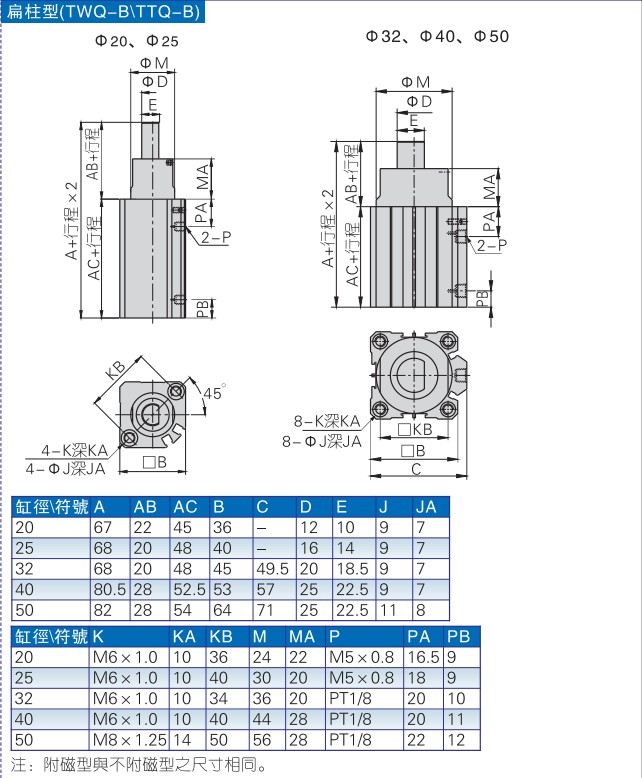 扁柱型(TWQ-B\TTQ-B)
Φ20、Φ25
Φ32、Φ40、Φ50
ΦM
ΦD
E
AB+行程
A+行程×2
AC+行程
MA
PA
2-P
PB
ΦM
ΦD
E
AB+行程
A+行程×2
AC+行程
MA
PA
2-P
PB
KB
45°
4-K深KA
4-ΦJ深JA
□B
8-K深KA
8-ΦJ深JA
□KB
□B
C
缸徑\符號 A AB AC B C D E J JA
20 67 22 45 36 – 12 10 9 7
25 68 20 48 40 – 16 14 9 7
32 68 20 48 45 49.5 20 18.5 9 7
40 80.5 28 52.5 53 57 25 22.5 9 7
50 82 28 54 64 71 25 22.5 11 8
缸徑\符號 K KA KB M MA P PA PB
20 M6×1.0 10 36 24 22 M5×0.8 16.5 9
25 M6×1.0 10 40 30 20 M5×0.8 18 9
32 M6×1.0 10 34 36 20 PT1/8 20 10
40 M6×1.0 10 40 44 28 PT1/8 20 11
50 M8×1.25 14 50 56 28 PT1/8 22 12
注：附磁型與不附磁型之尺寸相同。